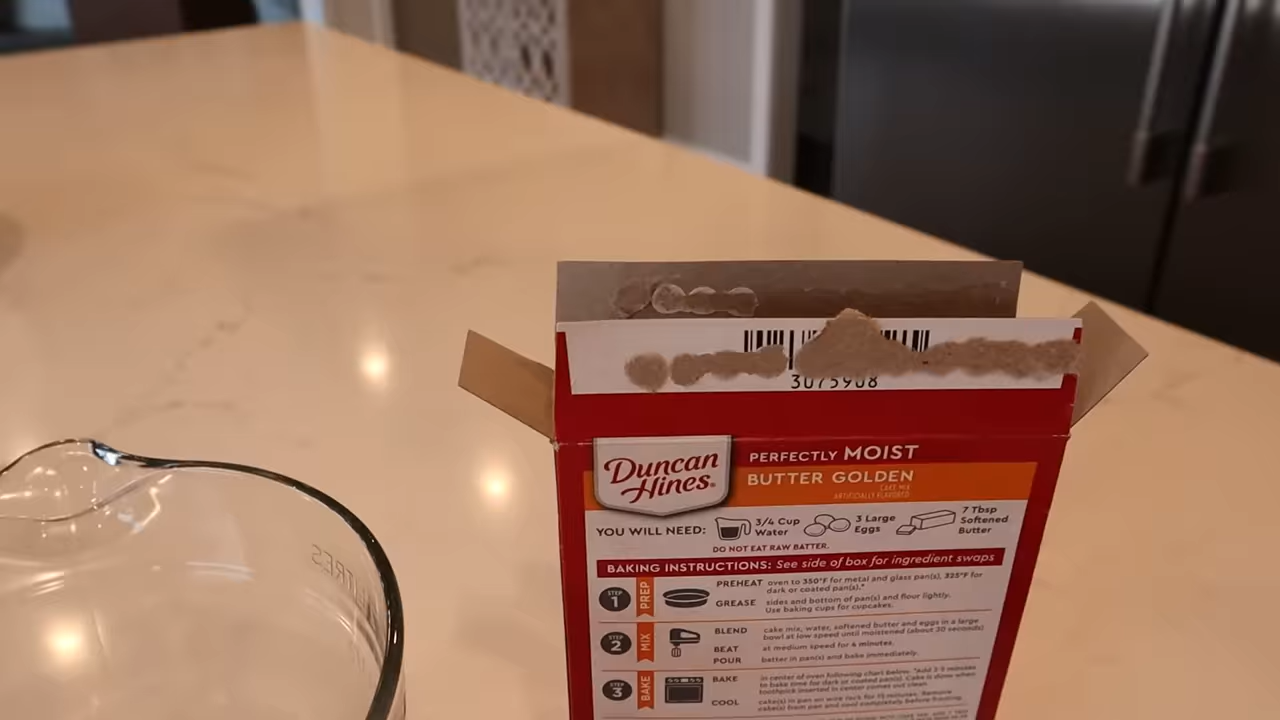 3075908
Duncan
Hines®
PERFECTLY MOIST
BUTTER GOLDEN
CAKE MIX
ARTIFICIALLY FLAVORED
YOU WILL NEED:
3/4 Cup
Water
3 Large
Eggs
7 Tbsp
Softened
Butter
DO NOT EAT RAW BATTER.
BAKING INSTRUCTIONS: See side of box for ingredient swaps
STEP
1
PREP
PREHEAT oven to 350°F for metal and glass pan(s), 325°F for
dark or coated pan(s).*
GREASE sides and bottom of pan(s) and flour lightly.
Use baking cups for cupcakes.
STEP
2
MIX
BLEND cake mix, water, softened butter and eggs in a large
bowl at low speed until moistened (about 30 seconds)
BEAT at medium speed for 4 minutes.
POUR batter in pan(s) and bake immediately.
STEP
3
BAKE
BAKE in center of oven following chart below. *Add 3-5 minutes
to bake time for dark or coated pan(s). Cake is done when
toothpick inserted in center comes out clean.
COOL cake(s) in pan on wire rack for 15 minutes. Remove
cake(s) from pan and cool completely before frosting.